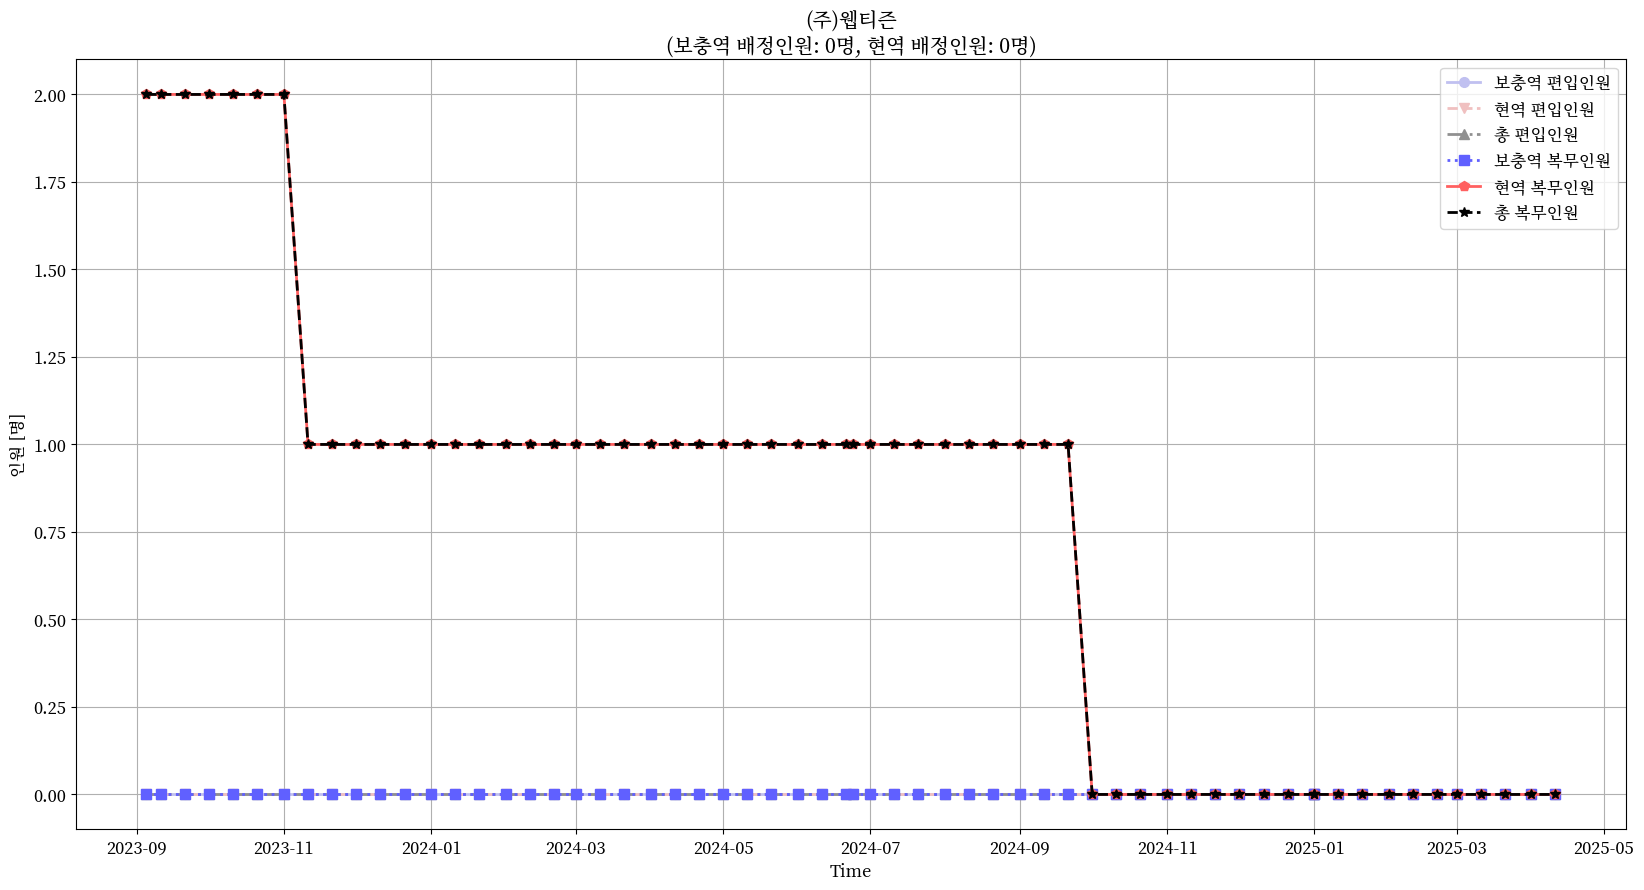 (주)웹티즌
(보충역 배정인원: 0명, 현역 배정인원: 0명)
보충역 편입인원
현역 편입인원
총 편입인원
보충역 복무인원
현역 복무인원
총 복무인원
인원 [명]
2.00
1.75
1.50
1.25
1.00
0.75
0.50
0.25
0.00
2023-09 2023-11 2024-01 2024-03 2024-05 2024-07 2024-09 2024-11 2025-01 2025-03 2025-05
Time